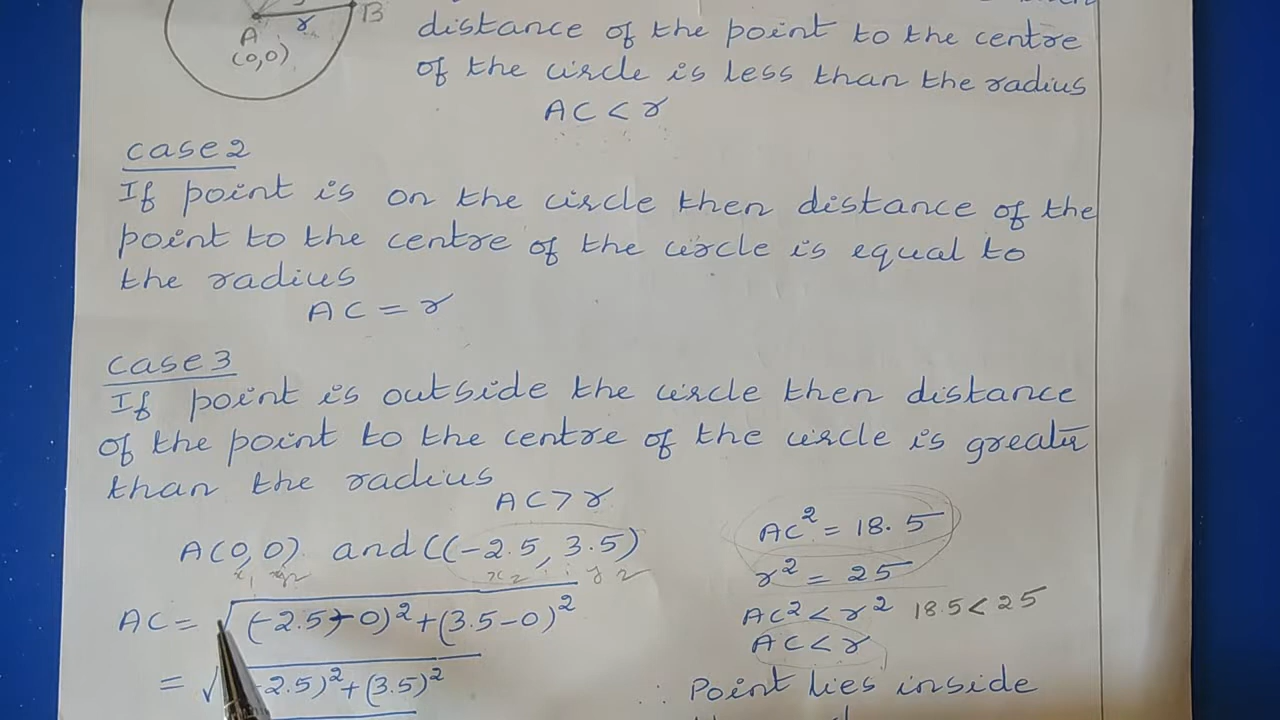 A
r
B
(0,0)
distance of the point to the centre
of the circle is less than the radius
AC < r
case 2
If point is on the circle then distance of the
point to the centre of the circle is equal to
the radius
AC = r
case 3
If point is outside the circle then distance
of the point to the centre of the circle is greater
than the radius
AC > r
A(0,0) and C(-2.5, 3.5)
x₂ y₂
AC = √(-2.5-0)² + (3.5-0)²
= √(-2.5)² + (3.5)²
AC² = 18.5
r² = 25
AC² < r² 18.5 < 25
AC < r
∴ Point lies inside